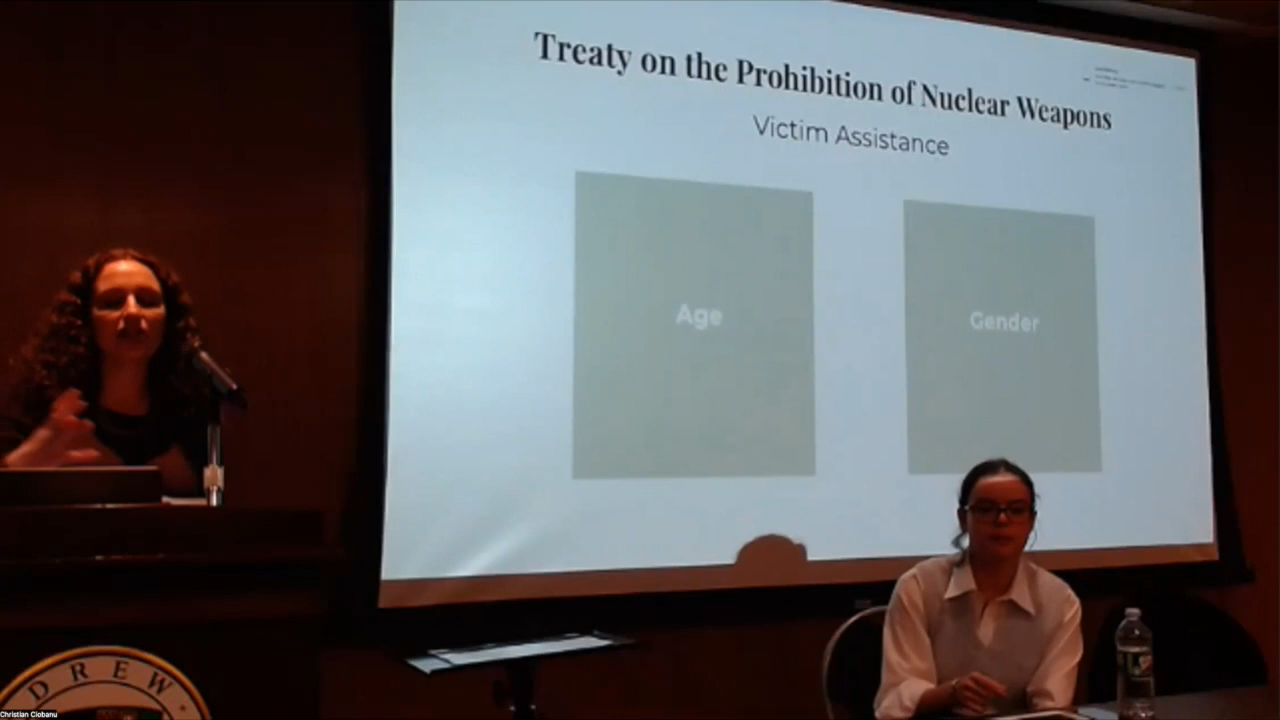 Treaty on the Prohibition of Nuclear Weapons
Victim Assistance
Age
Gender
DREW
Christian Ciobanu